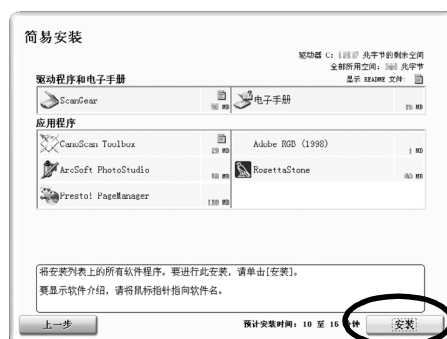 简易安装
驱动器 C: 兆字节的剩余空间
全部所用空间: 兆字节
显示 README 文件:
驱动程序和电子手册
ScanGear MB
电子手册 MB
应用程序
CanoScan Toolbox MB
Adobe RGB (1998) MB
ArcSoft PhotoStudio MB
RosettaStone MB
Presto! PageManager MB
将安装列表上的所有软件程序。要进行此安装，请单击[安装]。
要显示软件介绍，请将鼠标指针指向软件名。
上一步
预计安装时间: 10 至 16 分钟
安装